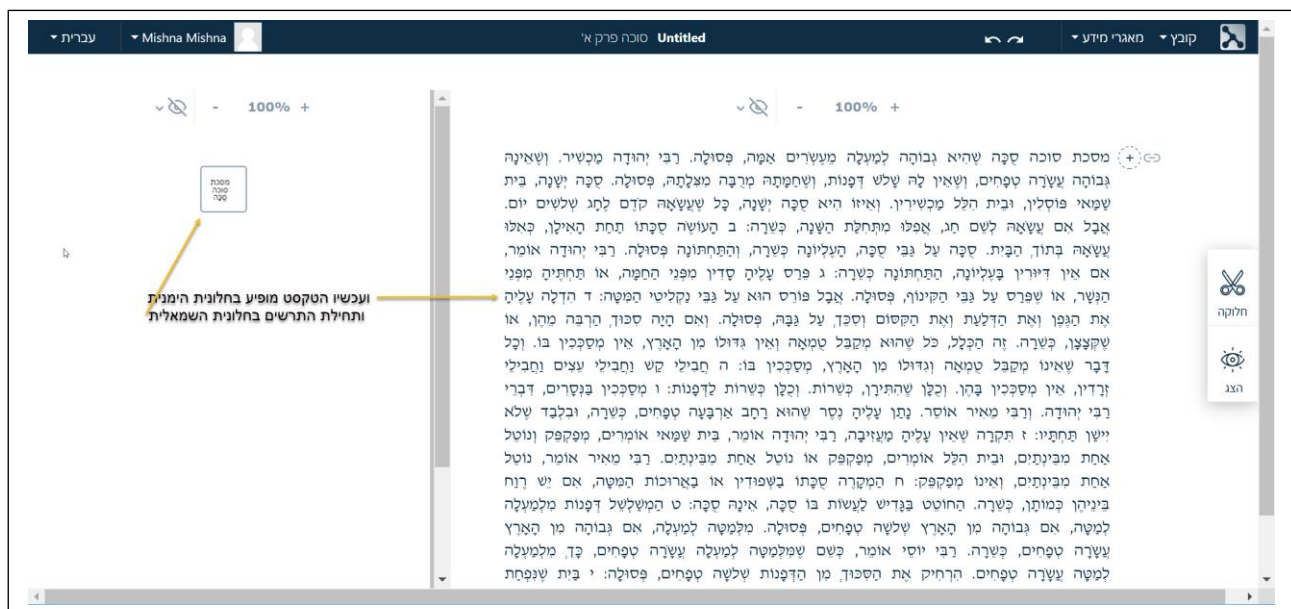 קובץ
מאגרי מידע
Untitled סוכה פרק א'
Mishna Mishna
עברית
+ 100% -
+ 100% -
מסכת סוכה סֻכָּה שֶׁהִיא גְבוֹהָה לְמַעְלָה מֵעֶשְׂרִים אַמָּה, פְּסוּלָה. רַבִּי יְהוּדָה מַכְשִׁיר. וְשֶׁאֵינָהּ
גְּבוֹהָה עֲשָׂרָה טְפָחִים, וְשֶׁאֵין לָהּ שָׁלשׁ דְּפָנוֹת, וְשֶׁחַמָּתָהּ מְרֻבָּה מִצִּלָּתָהּ, פְּסוּלָה. סֻכָּה יְשָׁנָה, בֵּית
שַׁמַּאי פּוֹסְלִין, וּבֵית הִלֵּל מַכְשִׁירִין. וְאֵיזוֹ הִיא סֻכָּה יְשָׁנָה, כָּל שֶׁעֲשָׂאָהּ קֹדֶם לֶחָג שְׁלשִׁים יוֹם.
אֲבָל אִם עֲשָׂאָהּ לְשֵׁם חַג, אֲפִלּוּ מִתְּחִלַּת הַשָּׁנָה, כְּשֵׁרָה: ב הָעוֹשֶׂה סֻכָּתוֹ תַּחַת הָאִילָן, כְּאִלּוּ
עֲשָׂאָהּ בְּתוֹךְ הַבָּיִת. סֻכָּה עַל גַּבֵּי סֻכָּה, הָעֶלְיוֹנָה כְּשֵׁרָה, וְהַתַּחְתּוֹנָה פְּסוּלָה. רַבִּי יְהוּדָה אוֹמֵר,
אִם אֵין דִּיּוּרִין בָּעֶלְיוֹנָה, הַתַּחְתּוֹנָה כְּשֵׁרָה: ג פֵּרַס עָלֶיהָ סָדִין מִפְּנֵי הַחַמָּה, אוֹ תַּחְתֶּיהָ מִפְּנֵי
הַנְּשָׁר, אוֹ שֶׁפֵּרַס עַל גַּבֵּי הַקִּינוֹף, פְּסוּלָה. אֲבָל פּוֹרֵס הוּא עַל גַּבֵּי נַקְלִיטֵי הַמִּטָּה: ד הִדְלָה עָלֶיהָ
אֶת הַגֶּפֶן וְאֶת הַדְּלַעַת וְאֶת הַקִּסּוֹם וְסִכֵּךְ עַל גַּבָּהּ, פְּסוּלָה. וְאִם הָיָה סִכּוּךְ הַרְבֵּה מֵהֶן, אוֹ
שֶׁקְּצָצָן, כְּשֵׁרָה. זֶה הַכְּלָל, כֹּל שֶׁהוּא מְקַבֵּל טֻמְאָה וְאֵין גִּדּוּלוֹ מִן הָאָרֶץ, אֵין מְסַכְּכִין בּוֹ. וְכָל
דָּבָר שֶׁאֵינוֹ מְקַבֵּל טֻמְאָה וְגִדּוּלוֹ מִן הָאָרֶץ, מְסַכְּכִין בּוֹ: ה חֲבִילֵי קַשׁ וַחֲבִילֵי עֵצִים וַחֲבִילֵי
זְרָדִין, אֵין מְסַכְּכִין בָּהֶן. וְכֻלָּן שֶׁהִתִּירָן, כְּשֵׁרוֹת. וְכֻלָּן כְּשֵׁרוֹת לַדְּפָנוֹת: ו מְסַכְּכִין בַּנְּסָרִים, דִּבְרֵי
רַבִּי יְהוּדָה. וְרַבִּי מֵאִיר אוֹסֵר. נָתַן עָלֶיהָ נֶסֶר שֶׁהוּא רָחָב אַרְבָּעָה טְפָחִים, כְּשֵׁרָה, וּבִלְבַד שֶׁלֹּא
יִישַׁן תַּחְתָּיו: ז תִּקְרָה שֶׁאֵין עָלֶיהָ מַעֲזִיבָה, רַבִּי יְהוּדָה אוֹמֵר, בֵּית שַׁמַּאי אוֹמְרִים, מְפַקְפֵּק וְנוֹטֵל
אַחַת מִבֵּינְתַיִם, וּבֵית הִלֵּל אוֹמְרִים, מְפַקְפֵּק אוֹ נוֹטֵל אַחַת מִבֵּינְתַיִם. רַבִּי מֵאִיר אוֹמֵר, נוֹטֵל
אַחַת מִבֵּינְתַיִם, וְאֵינוֹ מְפַקְפֵּק: ח הַמְקָרֶה סֻכָּתוֹ בַּשְּׁפוּדִין אוֹ בַאֲרוּכוֹת הַמִּטָּה, אִם יֵשׁ רֶוַח
בֵּינֵיהֶן כְּמוֹתָן, כְּשֵׁרָה. הַחוֹטֵט בַּגָּדִישׁ לַעֲשׂוֹת בּוֹ סֻכָּה, אֵינָהּ סֻכָּה: ט הַמְשַׁלְשֵׁל דְּפָנוֹת מִלְמַעְלָה
לְמַטָּה, אִם גְּבוֹהָה מִן הָאָרֶץ שְׁלשָׁה טְפָחִים, פְּסוּלָה. מִלְּמַטָּה לְמַעְלָה, אִם גְּבוֹהָה מִן הָאָרֶץ
עֲשָׂרָה טְפָחִים, כְּשֵׁרָה. רַבִּי יוֹסֵי אוֹמֵר, כְּשֵׁם שֶׁמִּלְּמַטָּה לְמַעְלָה עֲשָׂרָה טְפָחִים, כָּךְ מִלְמַעְלָה
לְמַטָּה עֲשָׂרָה טְפָחִים. הִרְחִיק אֶת הַסִּכּוּךְ מִן הַדְּפָנוֹת שְׁלשָׁה טְפָחִים, פְּסוּלָה: י בַּיִת שֶׁנִּפְחַת
חלוקה
הצג
מסכת
סוכה
סֻכָּה
ועכשיו הטקסט מופיע בחלונית הימנית
ותחילת התרשים בחלונית השמאלית